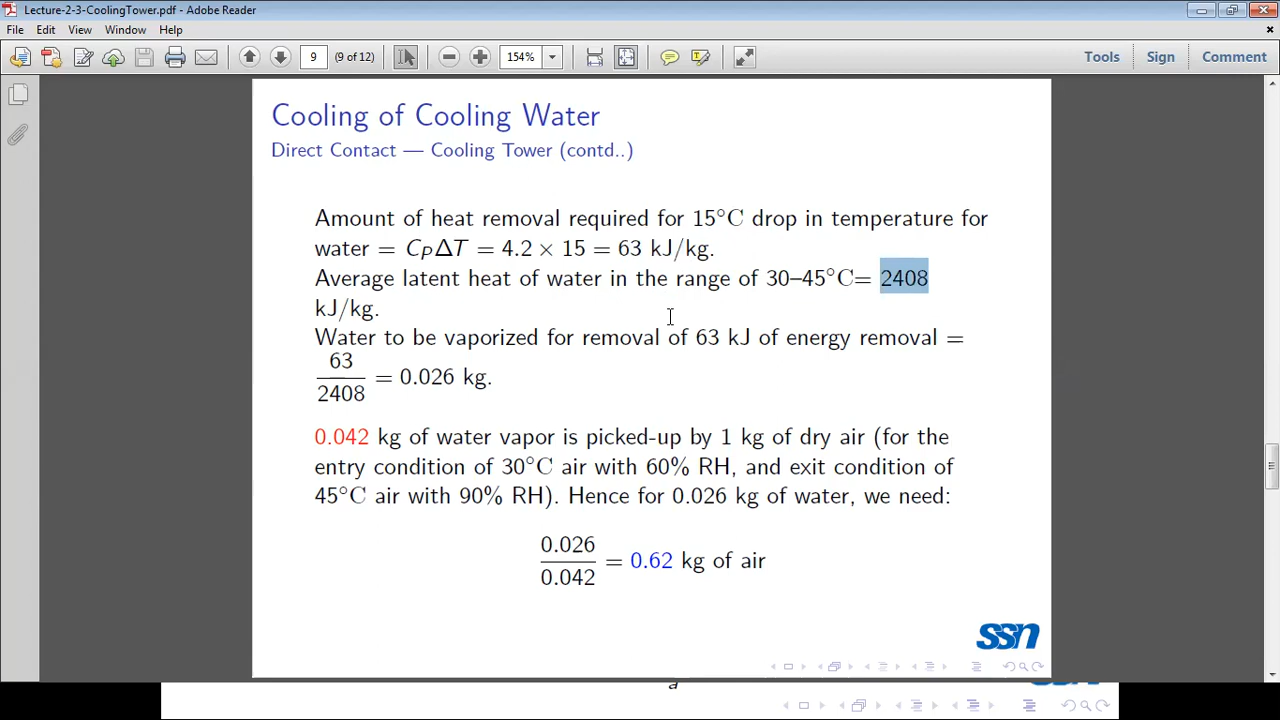 Lecture-2-3-CoolingTower.pdf - Adobe Reader
File Edit View Window Help
9 (9 of 12) 154% Tools Sign Comment
Cooling of Cooling Water
Direct Contact — Cooling Tower (contd..)
Amount of heat removal required for 15°C drop in temperature for
water = C_PΔT = 4.2 × 15 = 63 kJ/kg.
Average latent heat of water in the range of 30–45°C= 2408
kJ/kg.
Water to be vaporized for removal of 63 kJ of energy removal =
63
2408
= 0.026 kg.
0.042 kg of water vapor is picked-up by 1 kg of dry air (for the
entry condition of 30°C air with 60% RH, and exit condition of
45°C air with 90% RH). Hence for 0.026 kg of water, we need:
0.026
0.042
= 0.62 kg of air
ssn